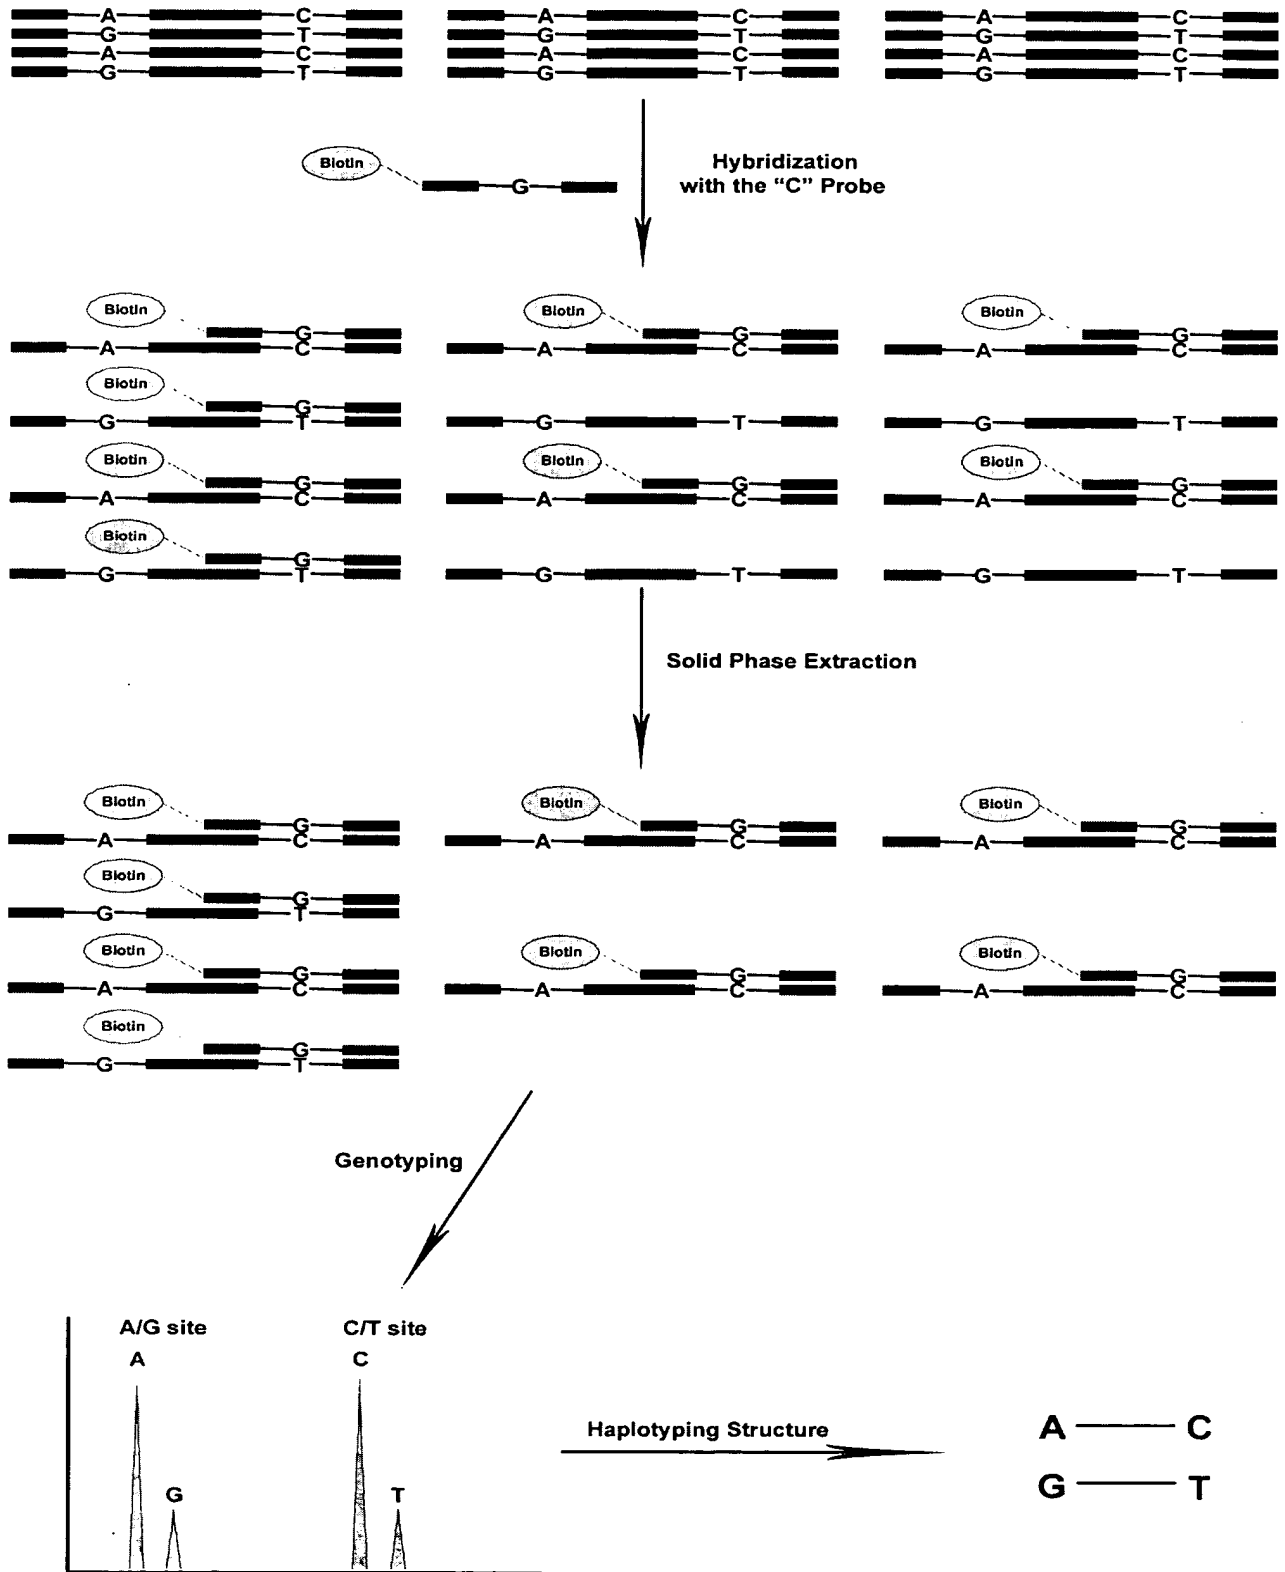 A C A C A C
G T G T G T
A C A C A C
G T G T G T
Biotin
G
Hybridization
with the "C" Probe
Biotin Biotin Biotin
G G G
A C A C A C
Biotin
G
G T G T G T
Biotin Biotin Biotin
G G G
A C A C A C
Biotin
G
G T G T G T
Solid Phase Extraction
Biotin Biotin Biotin
G G G
A C A C A C
Biotin
G
G T
Biotin Biotin Biotin
G G G
A C A C A C
Biotin
G
G T
Genotyping
A/G site C/T site
A C
G T
Haplotyping Structure
A C
G T